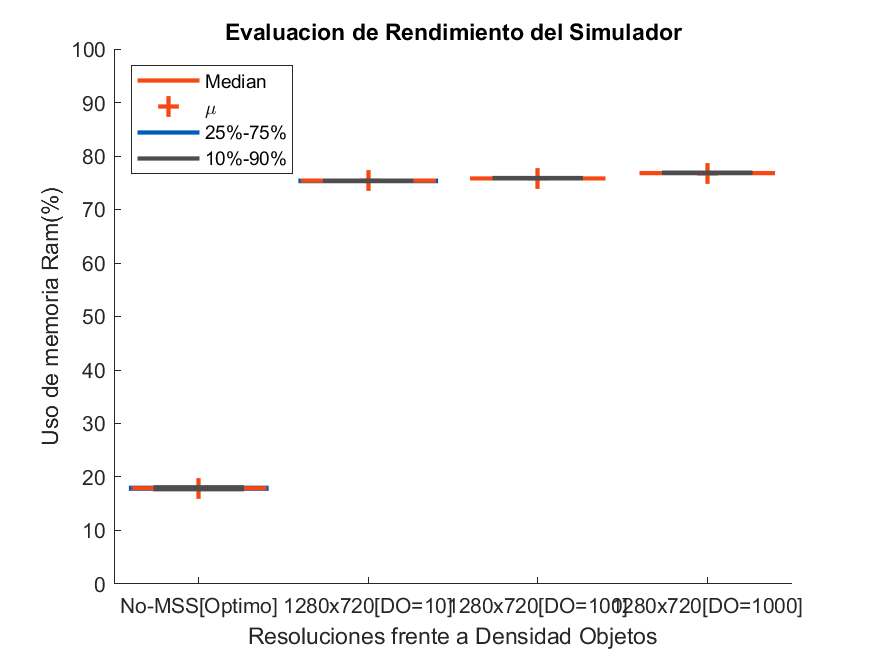 Evaluacion de Rendimiento del Simulador
Median
μ
25%-75%
10%-90%
Uso de memoria Ram(%)
100
90
80
70
60
50
40
30
20
10
0
No-MSS[Optimo]
1280x720[DO=10]
1280x720[DO=100]
1280x720[DO=1000]
Resoluciones frente a Densidad Objetos